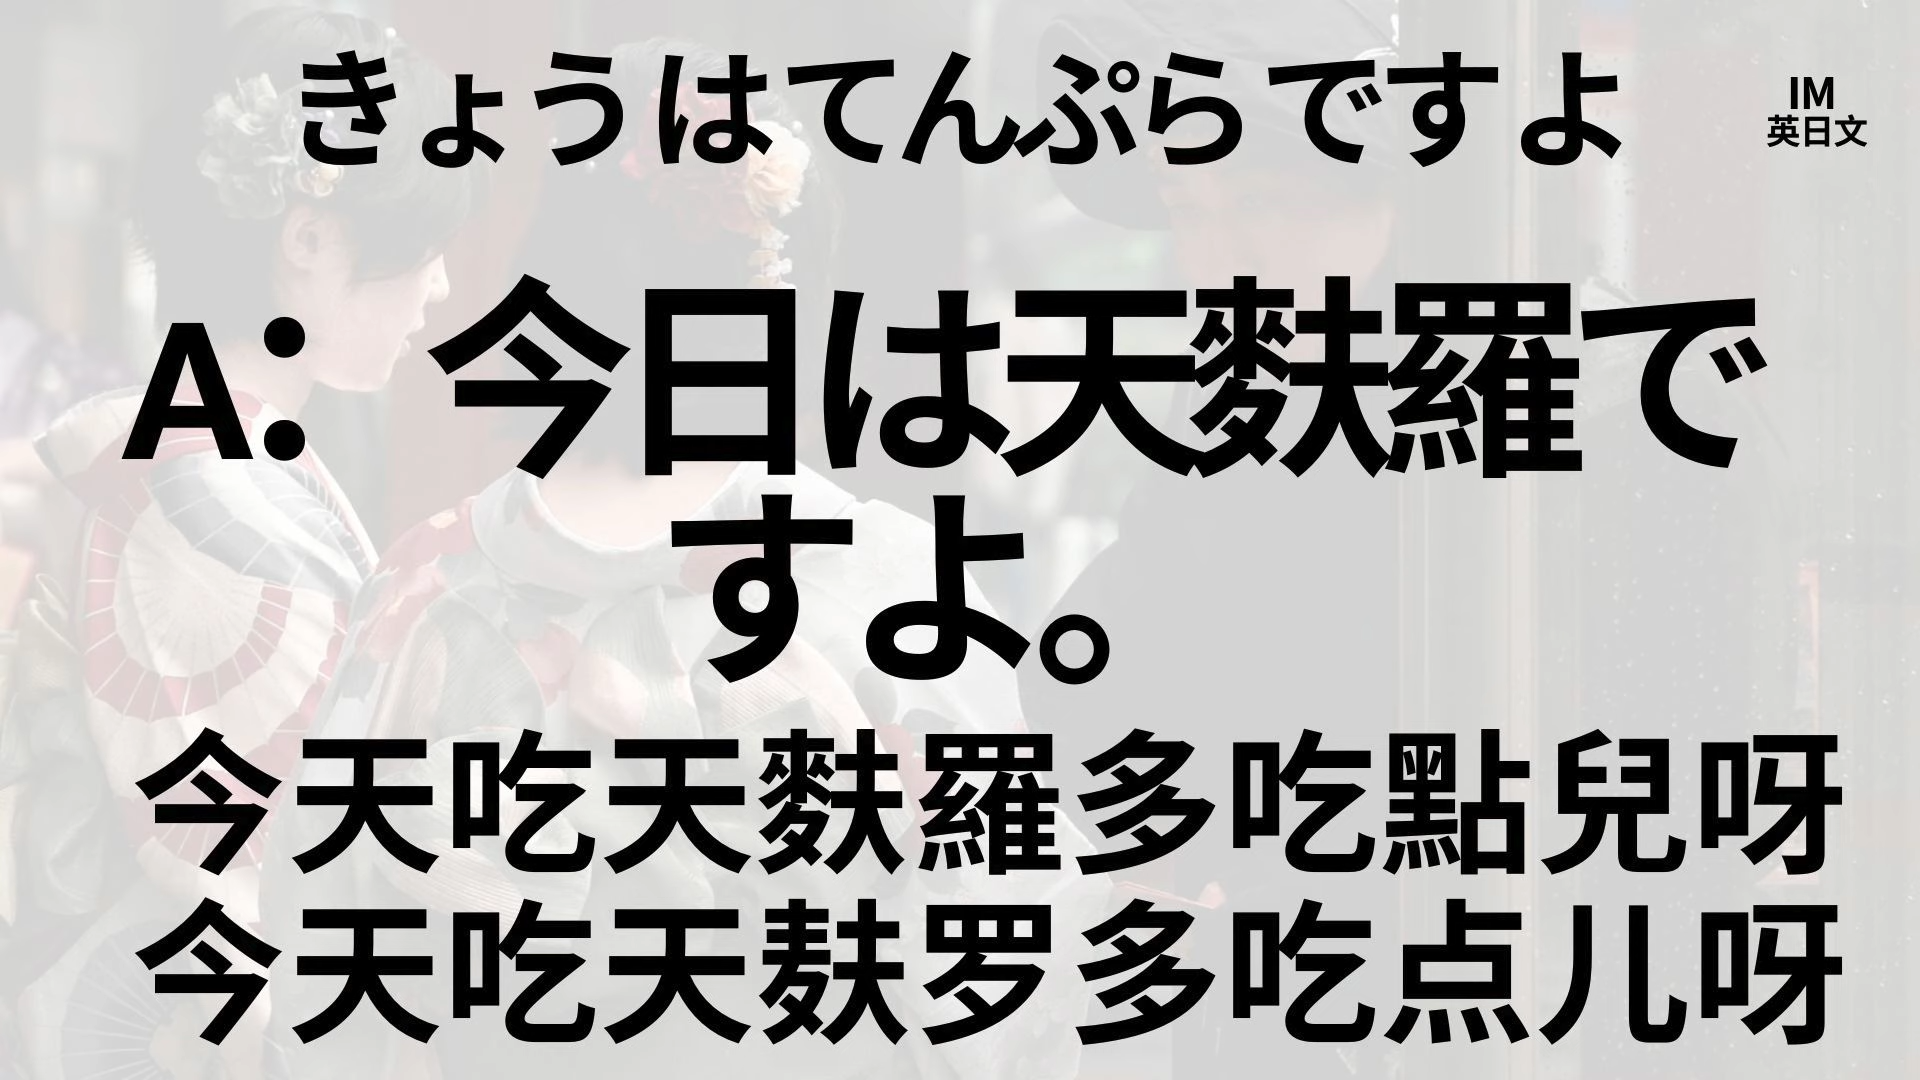 きょうはてんぷらですよ
IM
英日文
A：今日は天麩羅で
すよ。
今天吃天麩羅多吃點兒呀
今天吃天麸罗多吃点儿呀